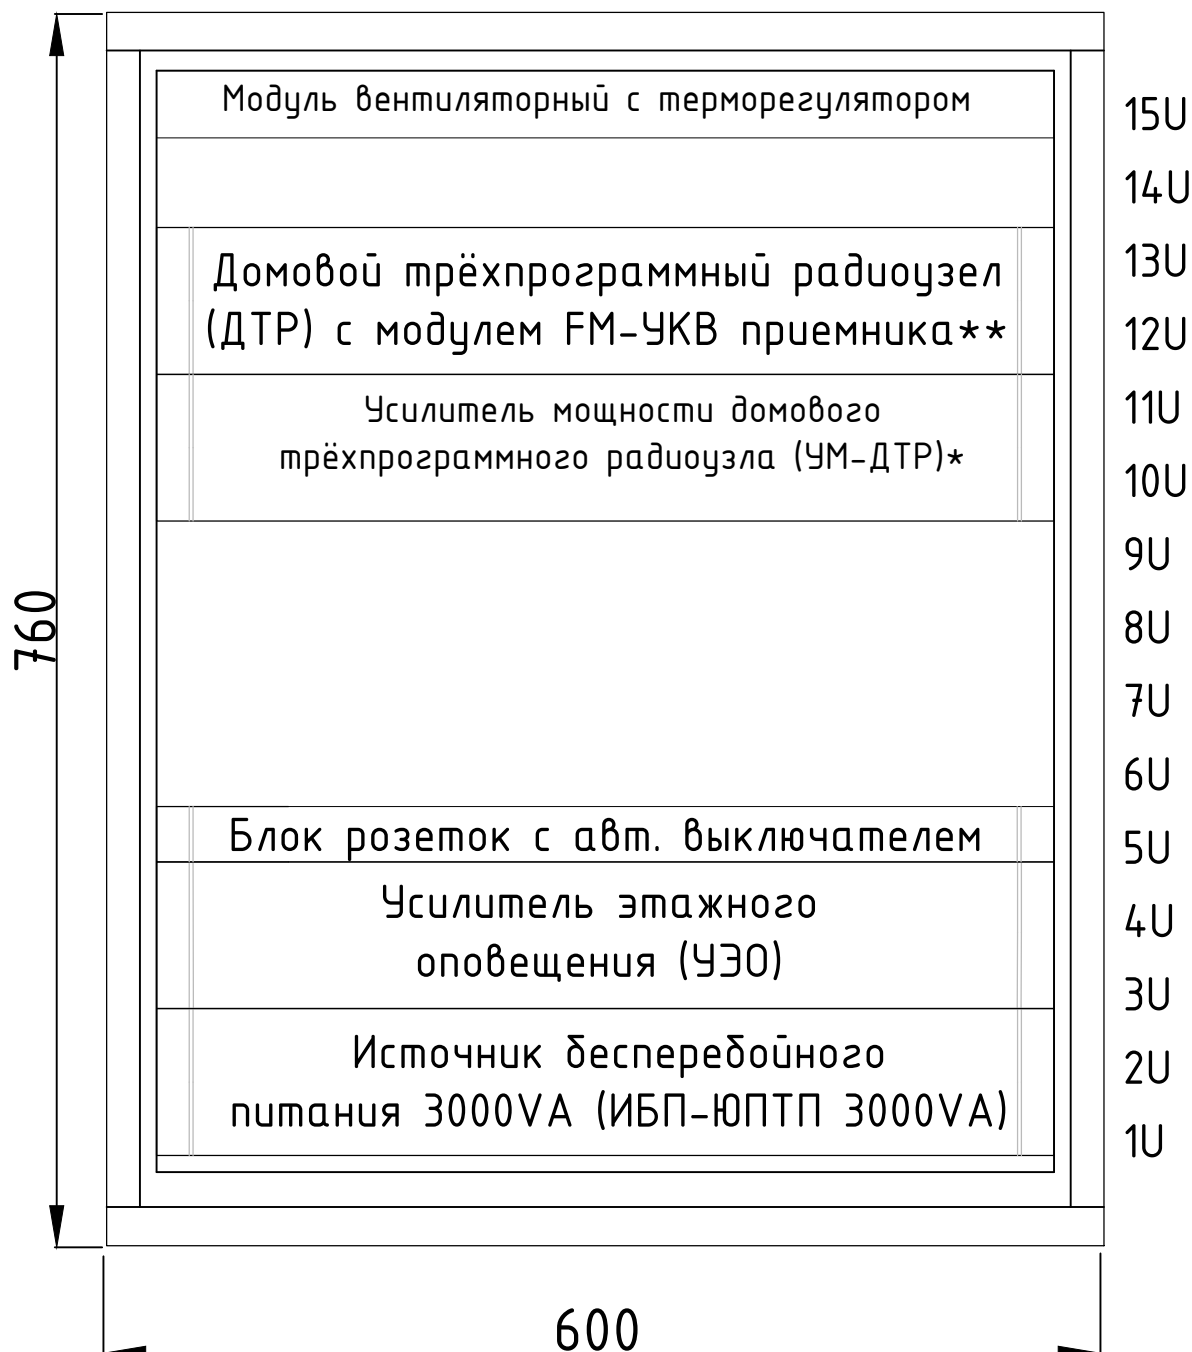 Модуль вентиляторный с терморегулятором
15U
14U
Домовой трёхпрограммный радиоузел
13U
(ДТР) с модулем FM-УКВ приемника**
12U
Усилитель мощности домового
11U
трёхпрограммного радиоузла (УМ-ДТР)*
10U
9U
760
8U
7U
6U
Блок розеток с авт. выключателем
5U
Усилитель этажного
4U
оповещения (УЭО)
3U
Источник бесперебойного
2U
питания 3000VA (ИБП-ЮПТП 3000VA)
1U
600